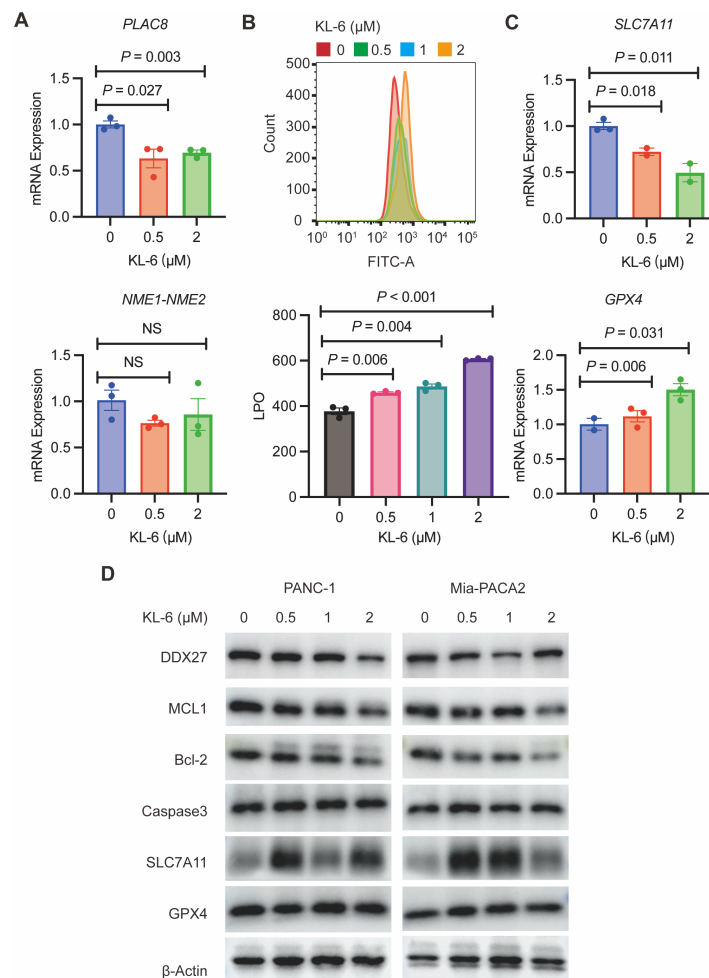 A
PLAC8
P = 0.003
P = 0.027
mRNA Expression
1.5
1.0
0.5
0.0
0 0.5 2
KL-6 (μM)
B
KL-6 (μM)
0 0.5 1 2
Count
500
400
300
200
100
0
10⁰ 10¹ 10² 10³ 10⁴ 10⁵
FITC-A
C
SLC7A11
P = 0.011
P = 0.018
mRNA Expression
1.5
1.0
0.5
0.0
0 0.5 2
KL-6 (μM)
NME1-NME2
NS
NS
mRNA Expression
1.5
1.0
0.5
0.0
0 0.5 2
KL-6 (μM)
P < 0.001
P = 0.004
P = 0.006
LPO
800
600
400
200
0
0 0.5 1 2
KL-6 (μM)
GPX4
P = 0.031
P = 0.006
mRNA Expression
2.0
1.5
1.0
0.5
0.0
0 0.5 2
KL-6 (μM)
D
PANC-1 Mia-PACA2
KL-6 (μM) 0 0.5 1 2 0 0.5 1 2
DDX27
MCL1
Bcl-2
Caspase3
SLC7A11
GPX4
β-Actin